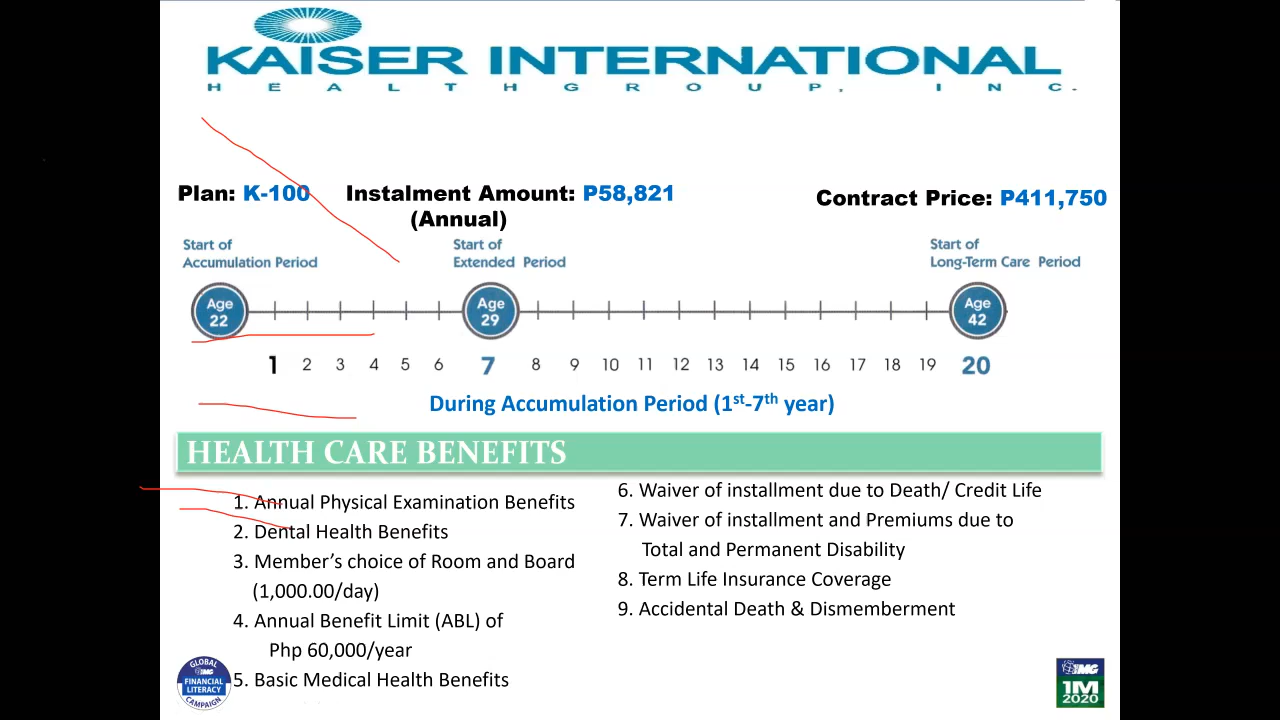 KAISER INTERNATIONAL
HEALTHGROUP, INC.
Plan: K-100
Instalment Amount: P58,821
(Annual)
Contract Price: P411,750
Start of
Accumulation Period
Start of
Extended Period
Start of
Long-Term Care Period
Age
22
Age
29
Age
42
1 2 3 4 5 6 7 8 9 10 11 12 13 14 15 16 17 18 19 20
During Accumulation Period (1st-7th year)
HEALTH CARE BENEFITS
1. Annual Physical Examination Benefits
2. Dental Health Benefits
3. Member’s choice of Room and Board
(1,000.00/day)
4. Annual Benefit Limit (ABL) of
Php 60,000/year
5. Basic Medical Health Benefits
6. Waiver of installment due to Death/ Credit Life
7. Waiver of installment and Premiums due to
Total and Permanent Disability
8. Term Life Insurance Coverage
9. Accidental Death & Dismemberment
GLOBAL
IMG
FINANCIAL
LITERACY
CAMPAIGN
IMG
1M
2020